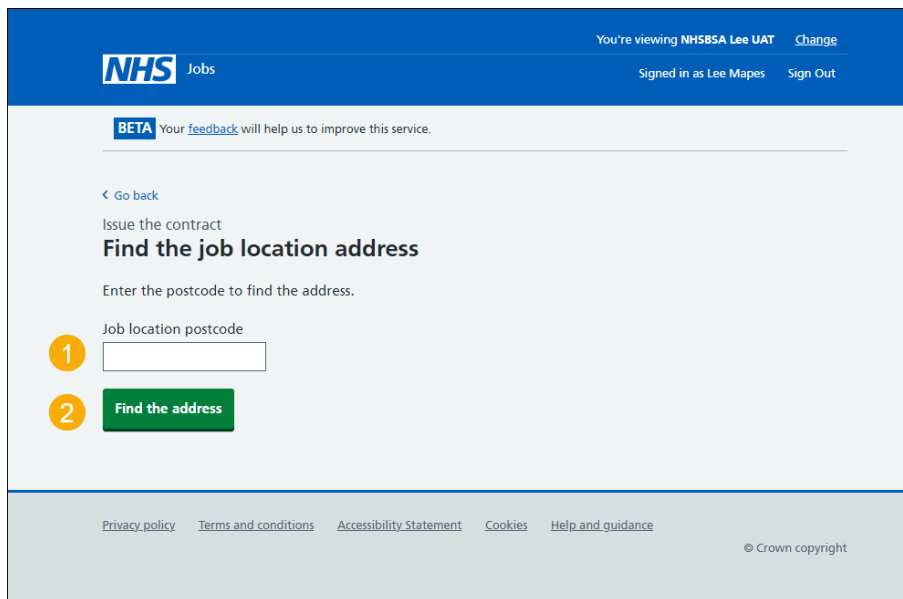 You're viewing NHSBSA Lee UAT Change
NHS Jobs
Signed in as Lee Mapes Sign Out
BETA Your feedback will help us to improve this service.
Go back
Issue the contract
Find the job location address
Enter the postcode to find the address.
Job location postcode
1
2 Find the address
Privacy policy Terms and conditions Accessibility Statement Cookies Help and guidance
© Crown copyright